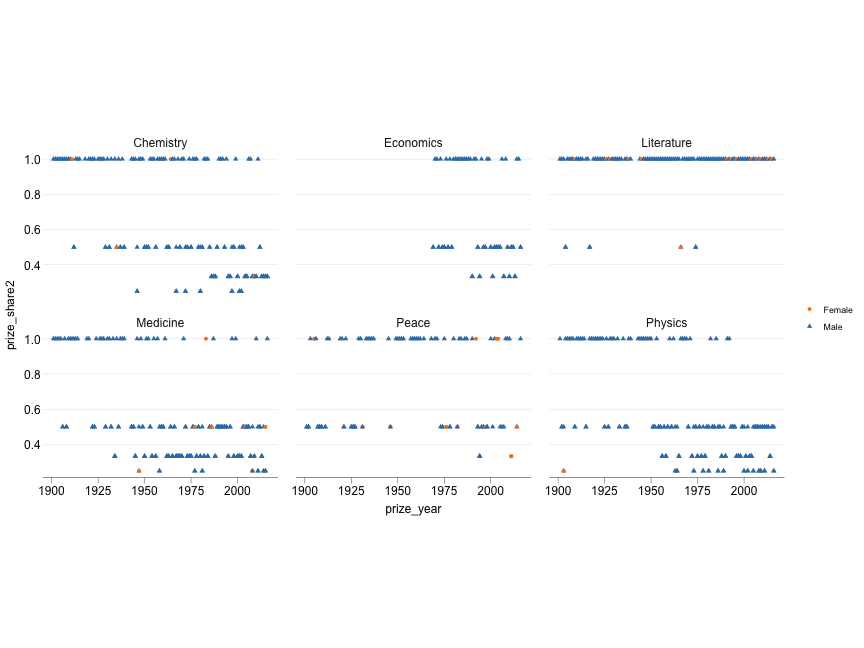 Chemistry Economics Literature
1.0
0.8
0.6
0.4
prize_share2
Medicine Peace Physics
1.0
0.8
0.6
0.4
1900 1925 1950 1975 2000 1900 1925 1950 1975 2000 1900 1925 1950 1975 2000
prize_year
Female
Male